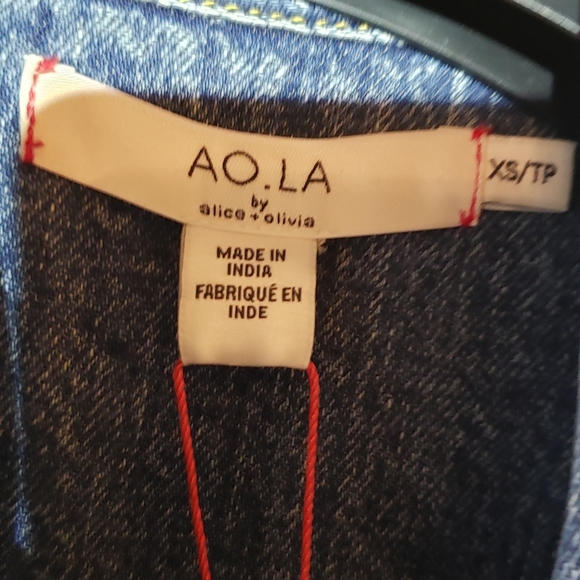 AO.LA
by
alice + olivia
XS/TP
MADE IN
INDIA
FABRIQUÉ EN
INDE